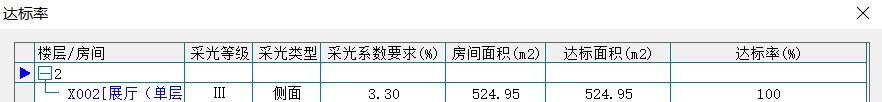 达标率
楼层/房间 采光等级 采光类型 采光系数要求(%) 房间面积(m2) 达标面积(m2) 达标率(%)
2
X002[展厅（单层 Ⅲ 侧面 3.30 524.95 524.95 100